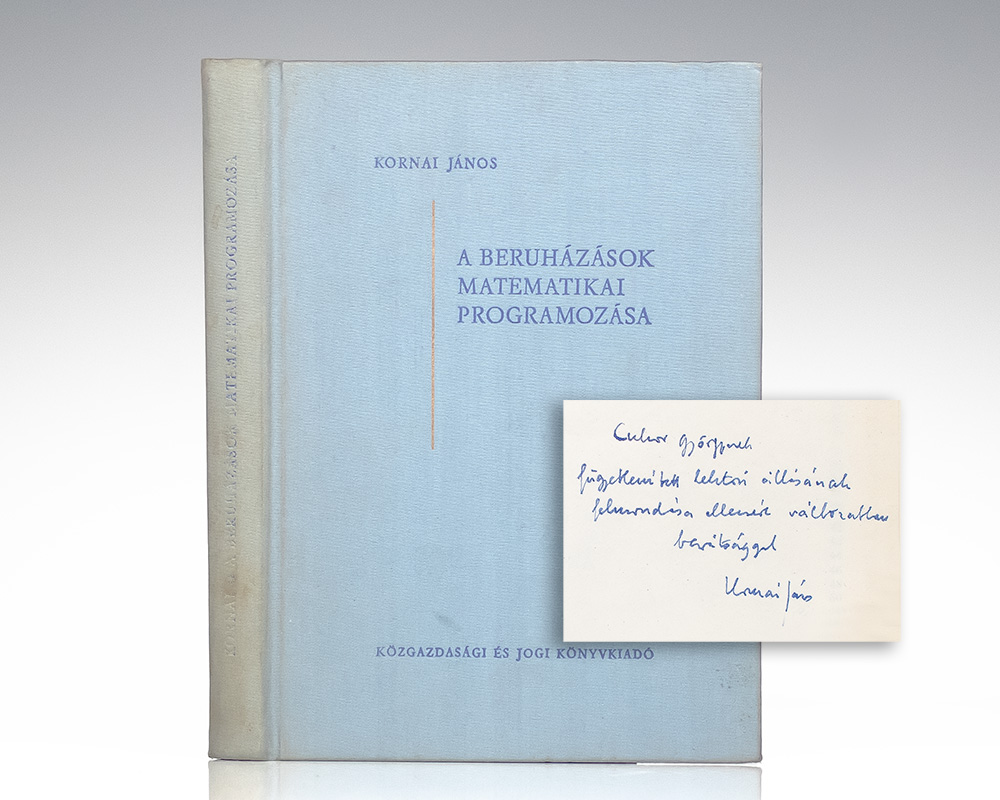 KORNAI JÁNOS
A BERUHÁZÁSOK
MATEMATIKAI
PROGRAMOZÁSA
KÖZGAZDASÁGI ÉS JOGI KÖNYVKIADÓ
KORNAI A BERUHÁZÁSOK MATEMATIKAI PROGRAMOZÁSA
Cukor Györgynek
függetlenített lektori állásának
felmondása ellenére változatlan
barátsággal
Kornai János